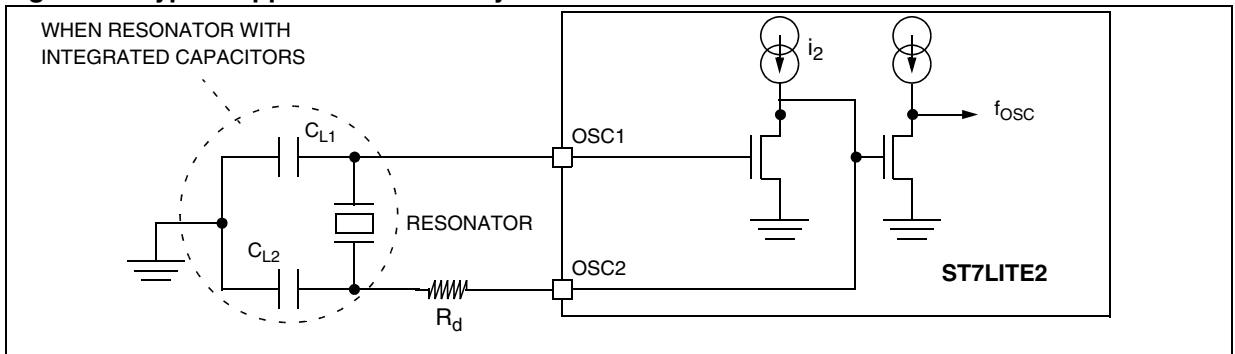 WHEN RESONATOR WITH
INTEGRATED CAPACITORS
i2
fOSC
CL1
OSC1
RESONATOR
CL2
OSC2
ST7LITE2
Rd